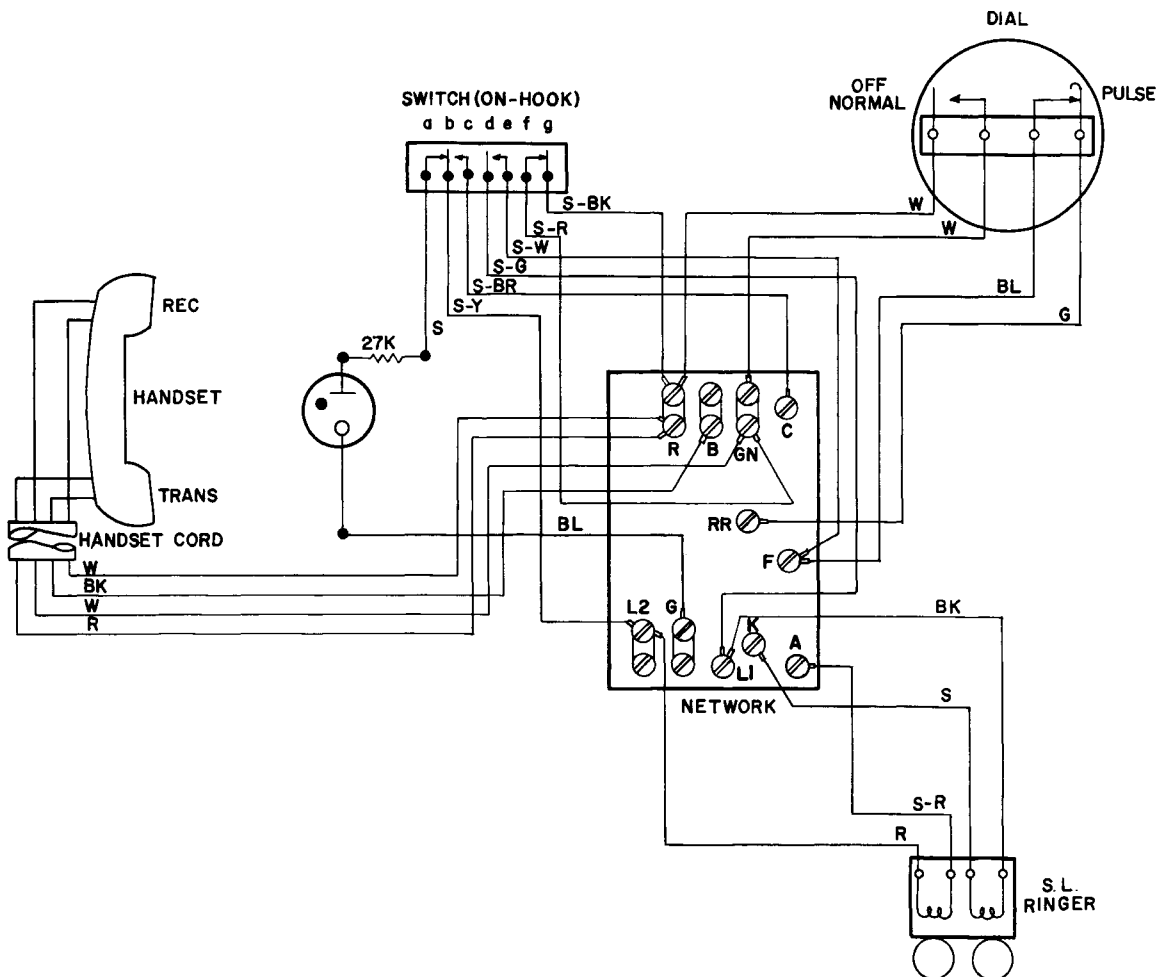 DIAL
OFF
NORMAL
PULSE
SWITCH (ON-HOOK)
a b c d e f g
S-BK
S-R
S-W
S-G
S-BR
S-Y
S
W
W
BL
G
REC
HANDSET
TRANS
HANDSET CORD
27K
W
BK
W
R
BL
R B GN C
RR
F
L2 G K A
L1
NETWORK
BK
S
S-R
R
S.L.
RINGER